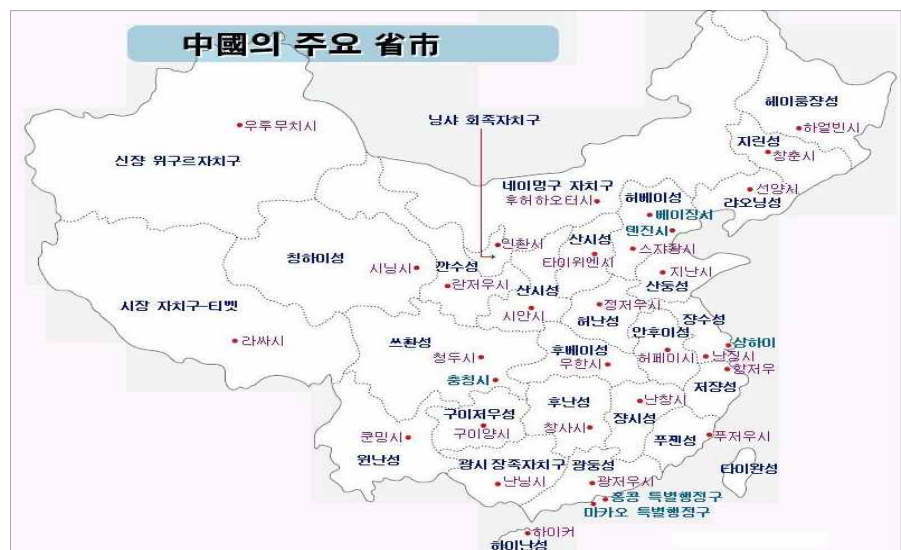 中國의 주요 省市
헤이룽쟝성
닝샤 회족자치구
우루무치시
하얼빈시
지린성
창춘시
신쟝 위구르자치구
네이멍구 자치구
선양시
허베이성
후허하오터시
랴오닝성
베이징시
텐진시
인촨시
산시성
스쟈좡시
칭하이성
타이위엔시
시닝시
깐수성
지난시
란저우시
산시성
산둥성
시장 자치구-티벳
정저우시
시안시
허난성
쟝수성
안후이성
라싸시
쓰촨성
상하이
후베이성
청두시
허페이시
난징시
우한시
항저우
충칭시
저쟝성
후난성
난창시
구이저우성
쟝시성
창사시
구이양시
쿤밍시
푸저우시
푸젠성
윈난성
광시 장족자치구
광둥성
타이완성
난닝시
광저우시
홍콩 특별행정구
마카오 특별행정구
하이커
하이난성